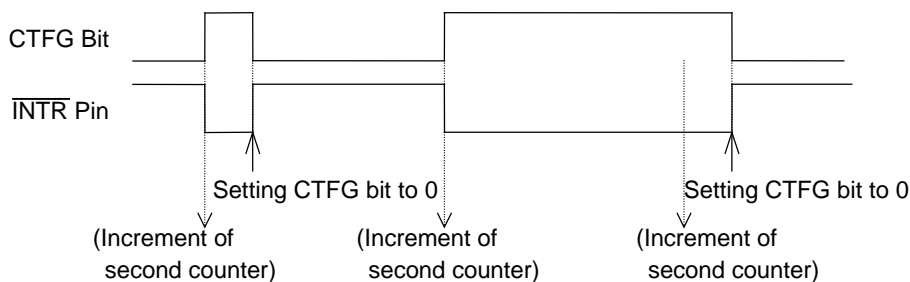 CTFG Bit
INTR Pin
Setting CTFG bit to 0
Setting CTFG bit to 0
(Increment of
second counter)
(Increment of
second counter)
(Increment of
second counter)